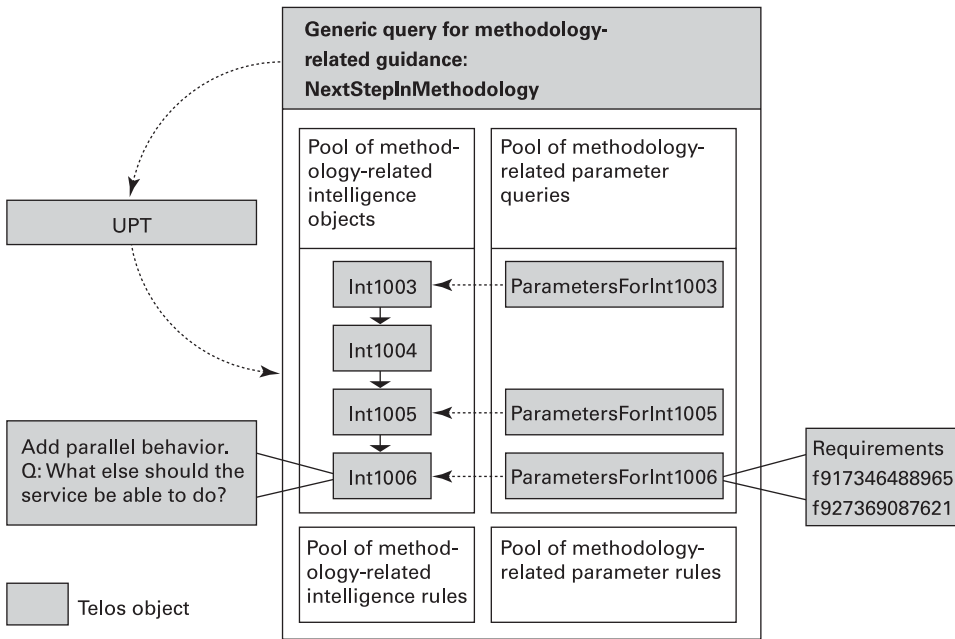 Generic query for methodology-
related guidance:
NextStepInMethodology
Pool of method-
ology-related
intelligence
objects
Pool of methodology-
related parameter
queries
UPT
Int1003
ParametersForInt1003
Int1004
Int1005
ParametersForInt1005
Add parallel behavior.
Q: What else should the
service be able to do?
Int1006
ParametersForInt1006
Requirements
f917346488965
f927369087621
Pool of method-
ology-related
intelligence rules
Pool of methodology-
related parameter rules
Telos object